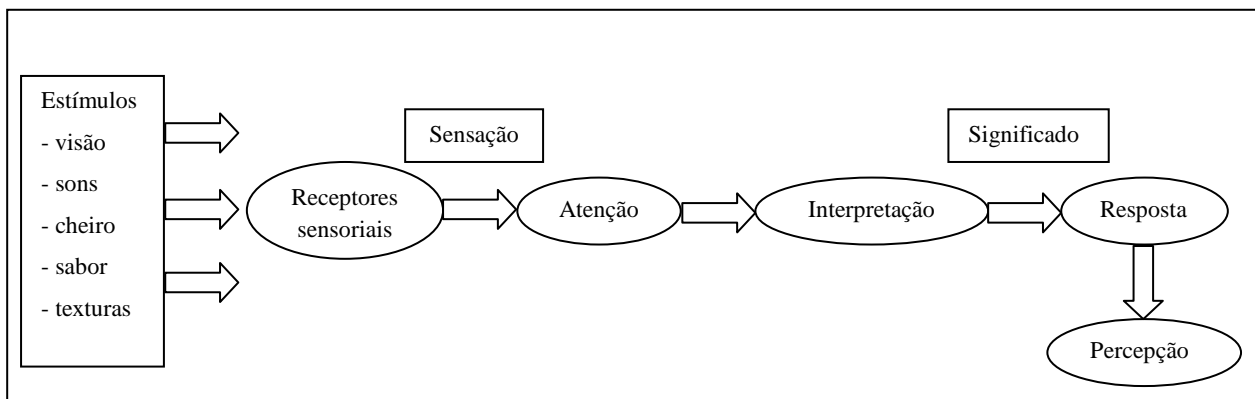 Estímulos
- visão
- sons
- cheiro
- sabor
- texturas
Receptores
sensoriais
Sensação
Atenção
Interpretação
Significado
Resposta
Percepção